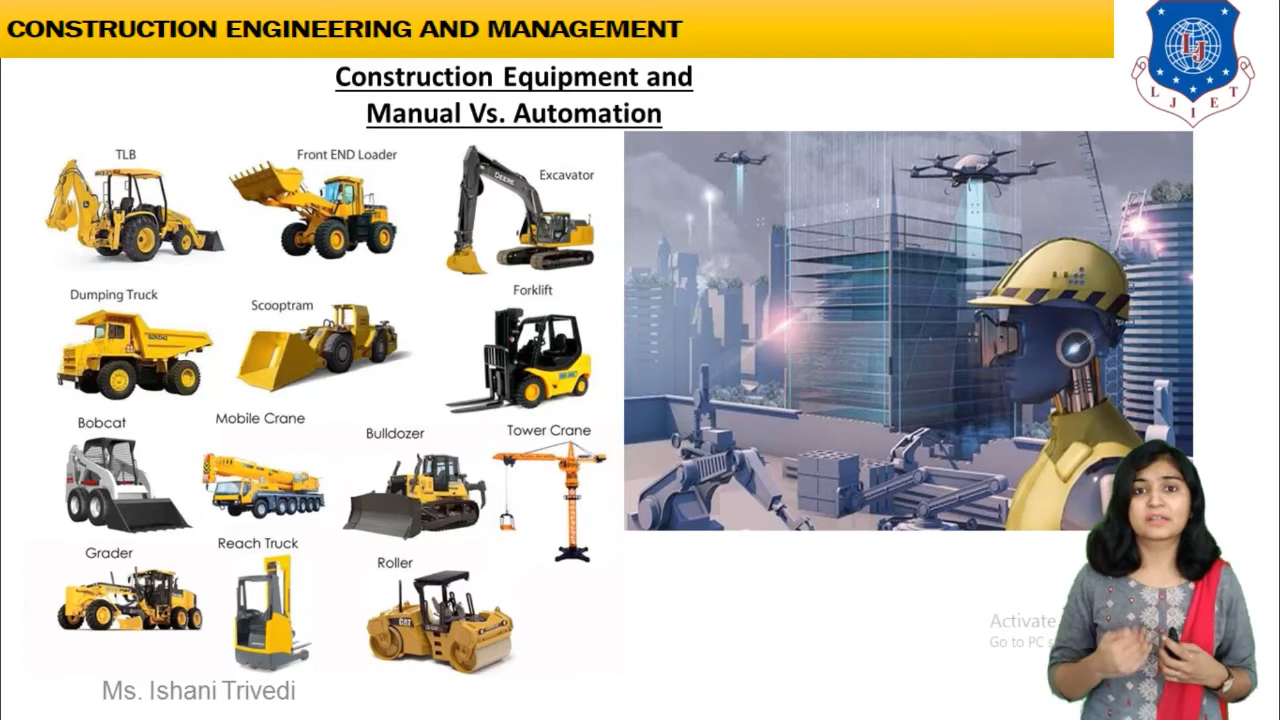 CONSTRUCTION ENGINEERING AND MANAGEMENT
L J I E T
LJ
Construction Equipment and
Manual Vs. Automation
TLB
Front END Loader
Excavator
DEERE
Dumping Truck
Scooptram
Forklift
Bobcat
Mobile Crane
Bulldozer
Tower Crane
Grader
Reach Truck
Roller
CAT
Activate
Go to PC
Ms. Ishani Trivedi